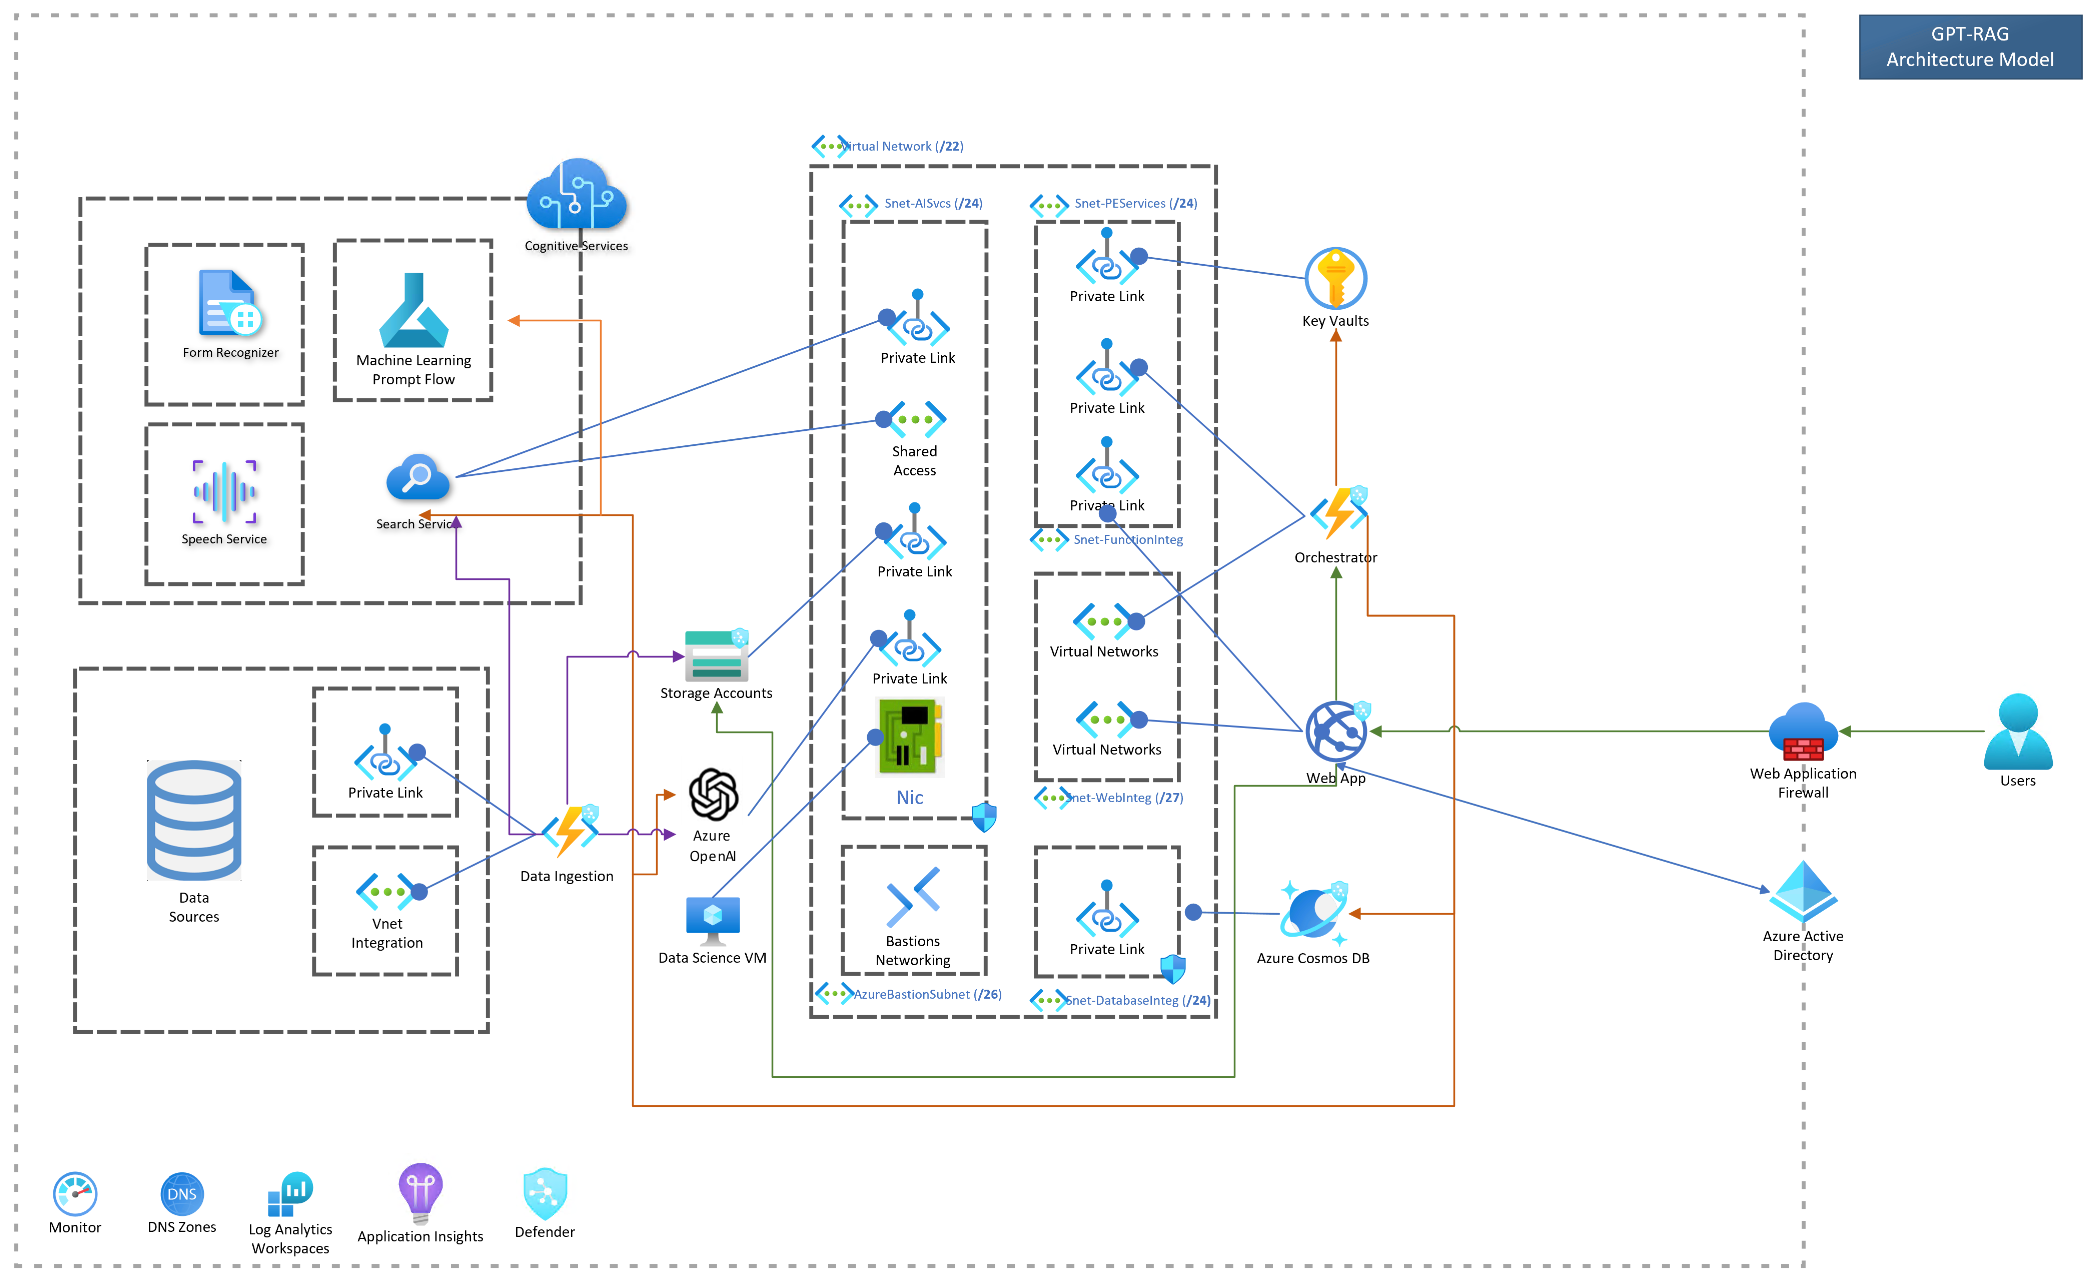 GPT-RAG
Architecture Model
Virtual Network (/22)
Snet-AISvcs (/24)
Snet-PEServices (/24)
Cognitive Services
Form Recognizer
Machine Learning
Prompt Flow
Speech Service
Search Service
Private Link
Shared
Access
Private Link
Private Link
Nic
Private Link
Private Link
Private Link
Snet-FunctionInteg
Virtual Networks
Virtual Networks
Snet-WebInteg (/27)
Key Vaults
Orchestrator
Web App
Web Application
Firewall
Users
Storage Accounts
Azure
OpenAI
Data Science VM
Data
Sources
Private Link
Vnet
Integration
Data Ingestion
Bastions
Networking
AzureBastionSubnet (/26)
Private Link
Snet-DatabaseInteg (/24)
Azure Cosmos DB
Azure Active
Directory
Monitor
DNS
DNS Zones
Log Analytics
Workspaces
Application Insights
Defender